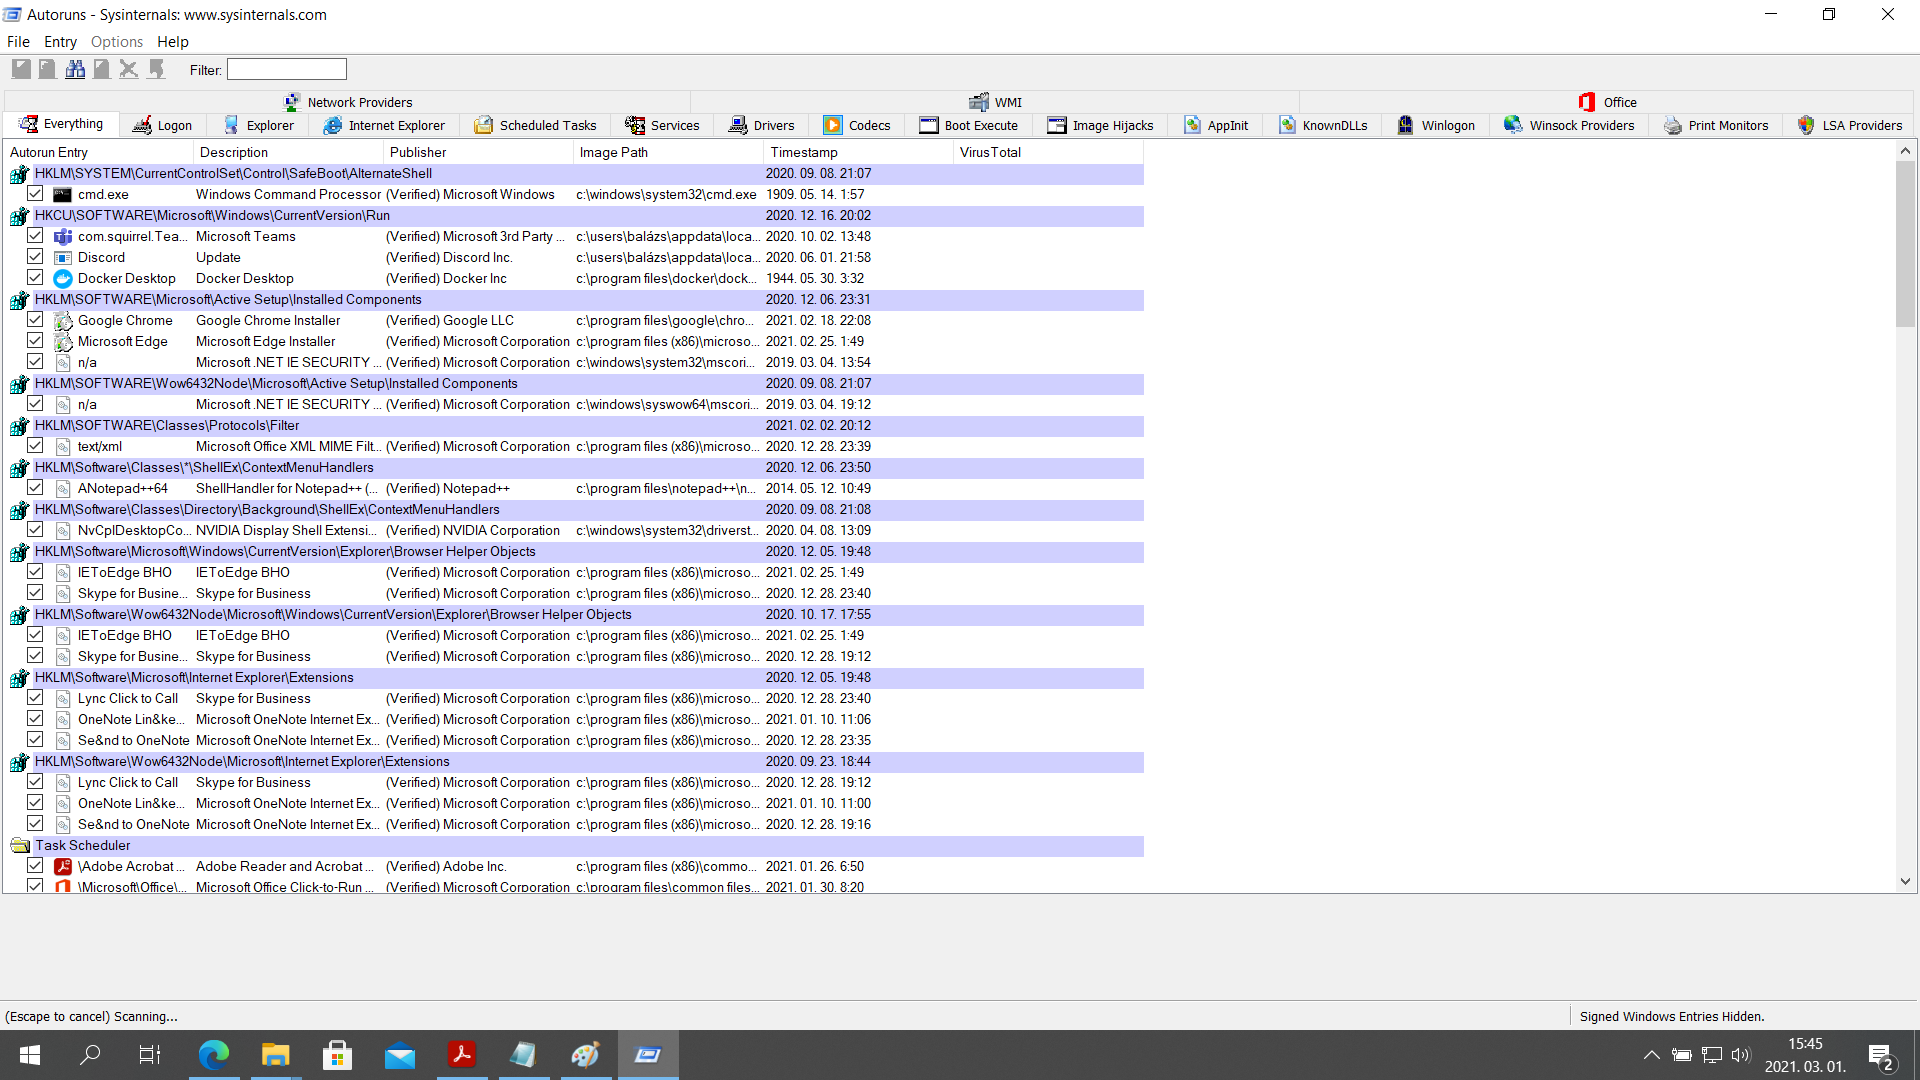 Autoruns - Sysinternals: www.sysinternals.com
File Entry Options Help
Filter:
Network Providers WMI Office
Everything Logon Explorer Internet Explorer Scheduled Tasks Services Drivers Codecs Boot Execute Image Hijacks AppInit KnownDLLs Winlogon Winsock Providers Print Monitors LSA Providers
Autorun Entry Description Publisher Image Path Timestamp VirusTotal
HKLM\SYSTEM\CurrentControlSet\Control\SafeBoot\AlternateShell 2020. 09. 08. 21:07
cmd.exe Windows Command Processor (Verified) Microsoft Windows c:\windows\system32\cmd.exe 1909. 05. 14. 1:57
HKCU\SOFTWARE\Microsoft\Windows\CurrentVersion\Run 2020. 12. 16. 20:02
com.squirrel.Tea... Microsoft Teams (Verified) Microsoft 3rd Party ... c:\users\balázs\appdata\loca... 2020. 10. 02. 13:48
Discord Update (Verified) Discord Inc. c:\users\balázs\appdata\loca... 2020. 06. 01. 21:58
Docker Desktop Docker Desktop (Verified) Docker Inc c:\program files\docker\dock... 1944. 05. 30. 3:32
HKLM\SOFTWARE\Microsoft\Active Setup\Installed Components 2020. 12. 06. 23:31
Google Chrome Google Chrome Installer (Verified) Google LLC c:\program files\google\chro... 2021. 02. 18. 22:08
Microsoft Edge Microsoft Edge Installer (Verified) Microsoft Corporation c:\program files (x86)\microso... 2021. 02. 25. 1:49
n/a Microsoft .NET IE SECURITY ... (Verified) Microsoft Corporation c:\windows\system32\mscori... 2019. 03. 04. 13:54
HKLM\SOFTWARE\Wow6432Node\Microsoft\Active Setup\Installed Components 2020. 09. 08. 21:07
n/a Microsoft .NET IE SECURITY ... (Verified) Microsoft Corporation c:\windows\syswow64\mscori... 2019. 03. 04. 19:12
HKLM\SOFTWARE\Classes\Protocols\Filter 2021. 02. 02. 20:12
text/xml Microsoft Office XML MIME Filt... (Verified) Microsoft Corporation c:\program files (x86)\microso... 2020. 12. 28. 23:39
HKLM\Software\Classes\*\ShellEx\ContextMenuHandlers 2020. 12. 06. 23:50
ANotepad++64 ShellHandler for Notepad++ (... (Verified) Notepad++ c:\program files\notepad++\n... 2014. 05. 12. 10:49
HKLM\Software\Classes\Directory\Background\ShellEx\ContextMenuHandlers 2020. 09. 08. 21:08
NvCplDesktopCo... NVIDIA Display Shell Extensi... (Verified) NVIDIA Corporation c:\windows\system32\driverst... 2020. 04. 08. 13:09
HKLM\Software\Microsoft\Windows\CurrentVersion\Explorer\Browser Helper Objects 2020. 12. 05. 19:48
IEToEdge BHO IEToEdge BHO (Verified) Microsoft Corporation c:\program files (x86)\microso... 2021. 02. 25. 1:49
Skype for Busine... Skype for Business (Verified) Microsoft Corporation c:\program files (x86)\microso... 2020. 12. 28. 23:40
HKLM\Software\Wow6432Node\Microsoft\Windows\CurrentVersion\Explorer\Browser Helper Objects 2020. 10. 17. 17:55
IEToEdge BHO IEToEdge BHO (Verified) Microsoft Corporation c:\program files (x86)\microso... 2021. 02. 25. 1:49
Skype for Busine... Skype for Business (Verified) Microsoft Corporation c:\program files (x86)\microso... 2020. 12. 28. 19:12
HKLM\Software\Microsoft\Internet Explorer\Extensions 2020. 12. 05. 19:48
Lync Click to Call Skype for Business (Verified) Microsoft Corporation c:\program files (x86)\microso... 2020. 12. 28. 23:40
OneNote Lin&ke... Microsoft OneNote Internet Ex... (Verified) Microsoft Corporation c:\program files (x86)\microso... 2021. 01. 10. 11:06
Se&nd to OneNote Microsoft OneNote Internet Ex... (Verified) Microsoft Corporation c:\program files (x86)\microso... 2020. 12. 28. 23:35
HKLM\Software\Wow6432Node\Microsoft\Internet Explorer\Extensions 2020. 09. 23. 18:44
Lync Click to Call Skype for Business (Verified) Microsoft Corporation c:\program files (x86)\microso... 2020. 12. 28. 19:12
OneNote Lin&ke... Microsoft OneNote Internet Ex... (Verified) Microsoft Corporation c:\program files (x86)\microso... 2021. 01. 10. 11:00
Se&nd to OneNote Microsoft OneNote Internet Ex... (Verified) Microsoft Corporation c:\program files (x86)\microso... 2020. 12. 28. 19:16
Task Scheduler
\Adobe Acrobat ... Adobe Reader and Acrobat ... (Verified) Adobe Inc. c:\program files (x86)\commo... 2021. 01. 26. 6:50
\Microsoft\Office\... Microsoft Office Click-to-Run ... (Verified) Microsoft Corporation c:\program files\common files... 2021. 01. 30. 8:20
(Escape to cancel) Scanning... Signed Windows Entries Hidden.
15:45
2021. 03. 01.
2